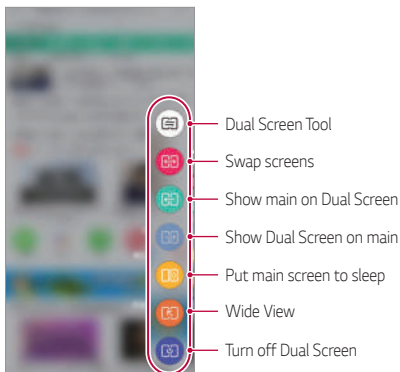 Dual Screen Tool
Swap screens
Show main on Dual Screen
Show Dual Screen on main
Put main screen to sleep
Wide View
Turn off Dual Screen